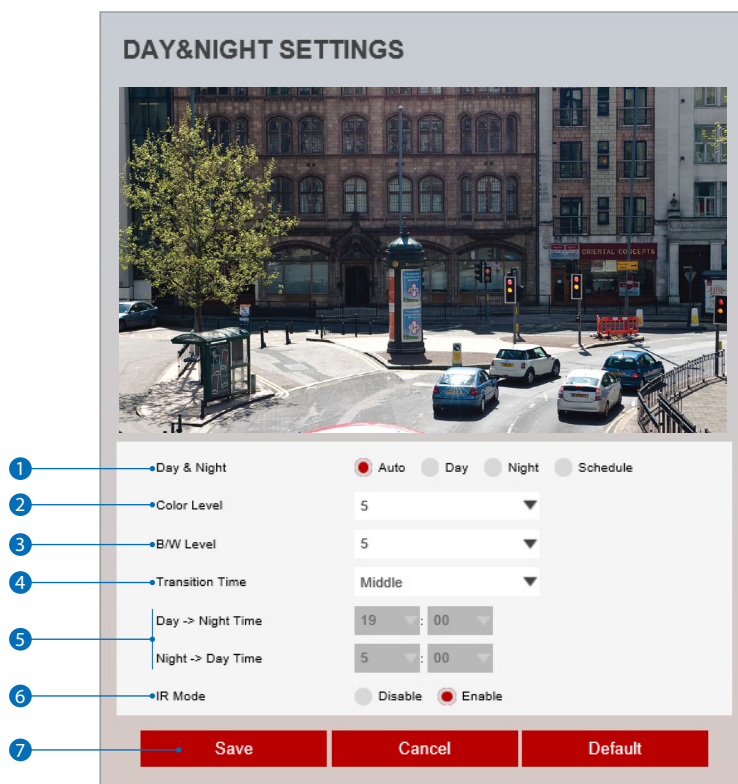 DAY&NIGHT SETTINGS
ORIENTAL CONCEPTS
1 Day & Night Auto Day Night Schedule
2 Color Level 5
3 B/W Level 5
4 Transition Time Middle
5
Day -> Night Time 19 : 00
Night -> Day Time 5 : 00
6 IR Mode Disable Enable
7 Save Cancel Default